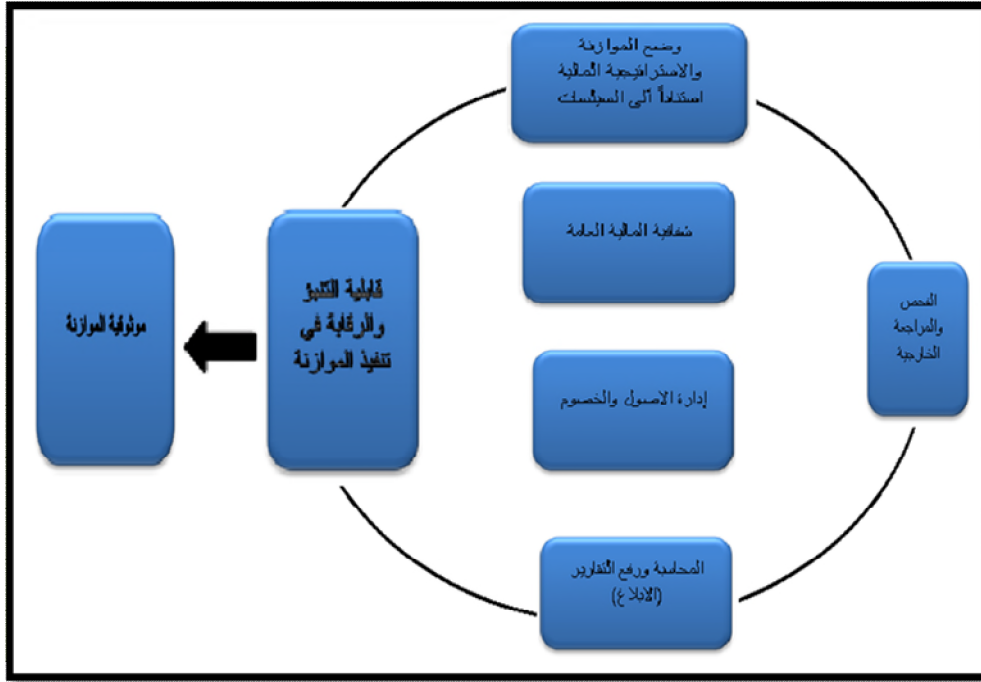 وضع الموازنة
والاستراتيجية المالية
استناداً ألى السياسات
شفافية المالية العامة
الفحص
والمراجعة
الخارجية
قابلية التنبؤ
والرقابة في
تنفيذ الموازنة
موثوقية الموازنة
إدارة الاصول والخصوم
المحاسبة ورفع التقارير
(الابلاغ)